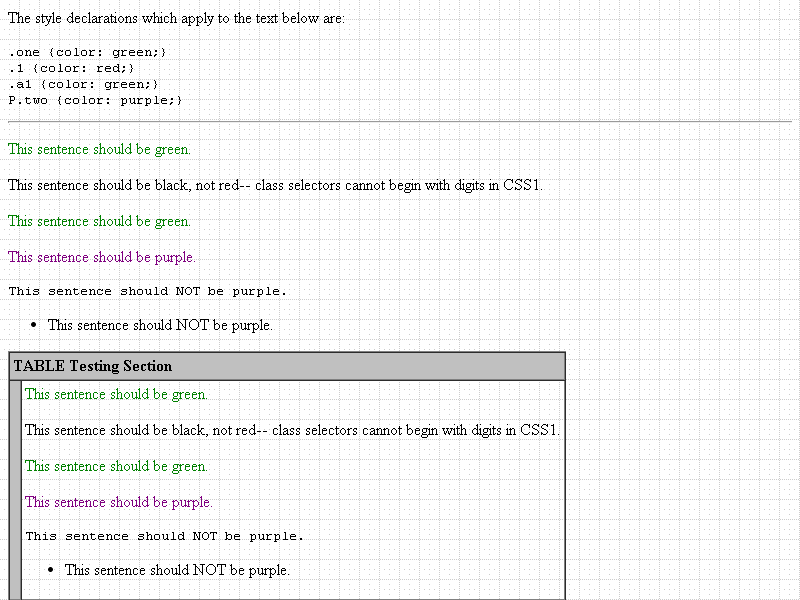 The style declarations which apply to the text below are:
.one {color: green;}
.1 {color: red;}
.a1 {color: green;}
P.two {color: purple;}
This sentence should be green.
This sentence should be black, not red-- class selectors cannot begin with digits in CSS1.
This sentence should be green.
This sentence should be purple.
This sentence should NOT be purple.
This sentence should NOT be purple.
TABLE Testing Section
This sentence should be green.
This sentence should be black, not red-- class selectors cannot begin with digits in CSS1.
This sentence should be green.
This sentence should be purple.
This sentence should NOT be purple.
This sentence should NOT be purple.